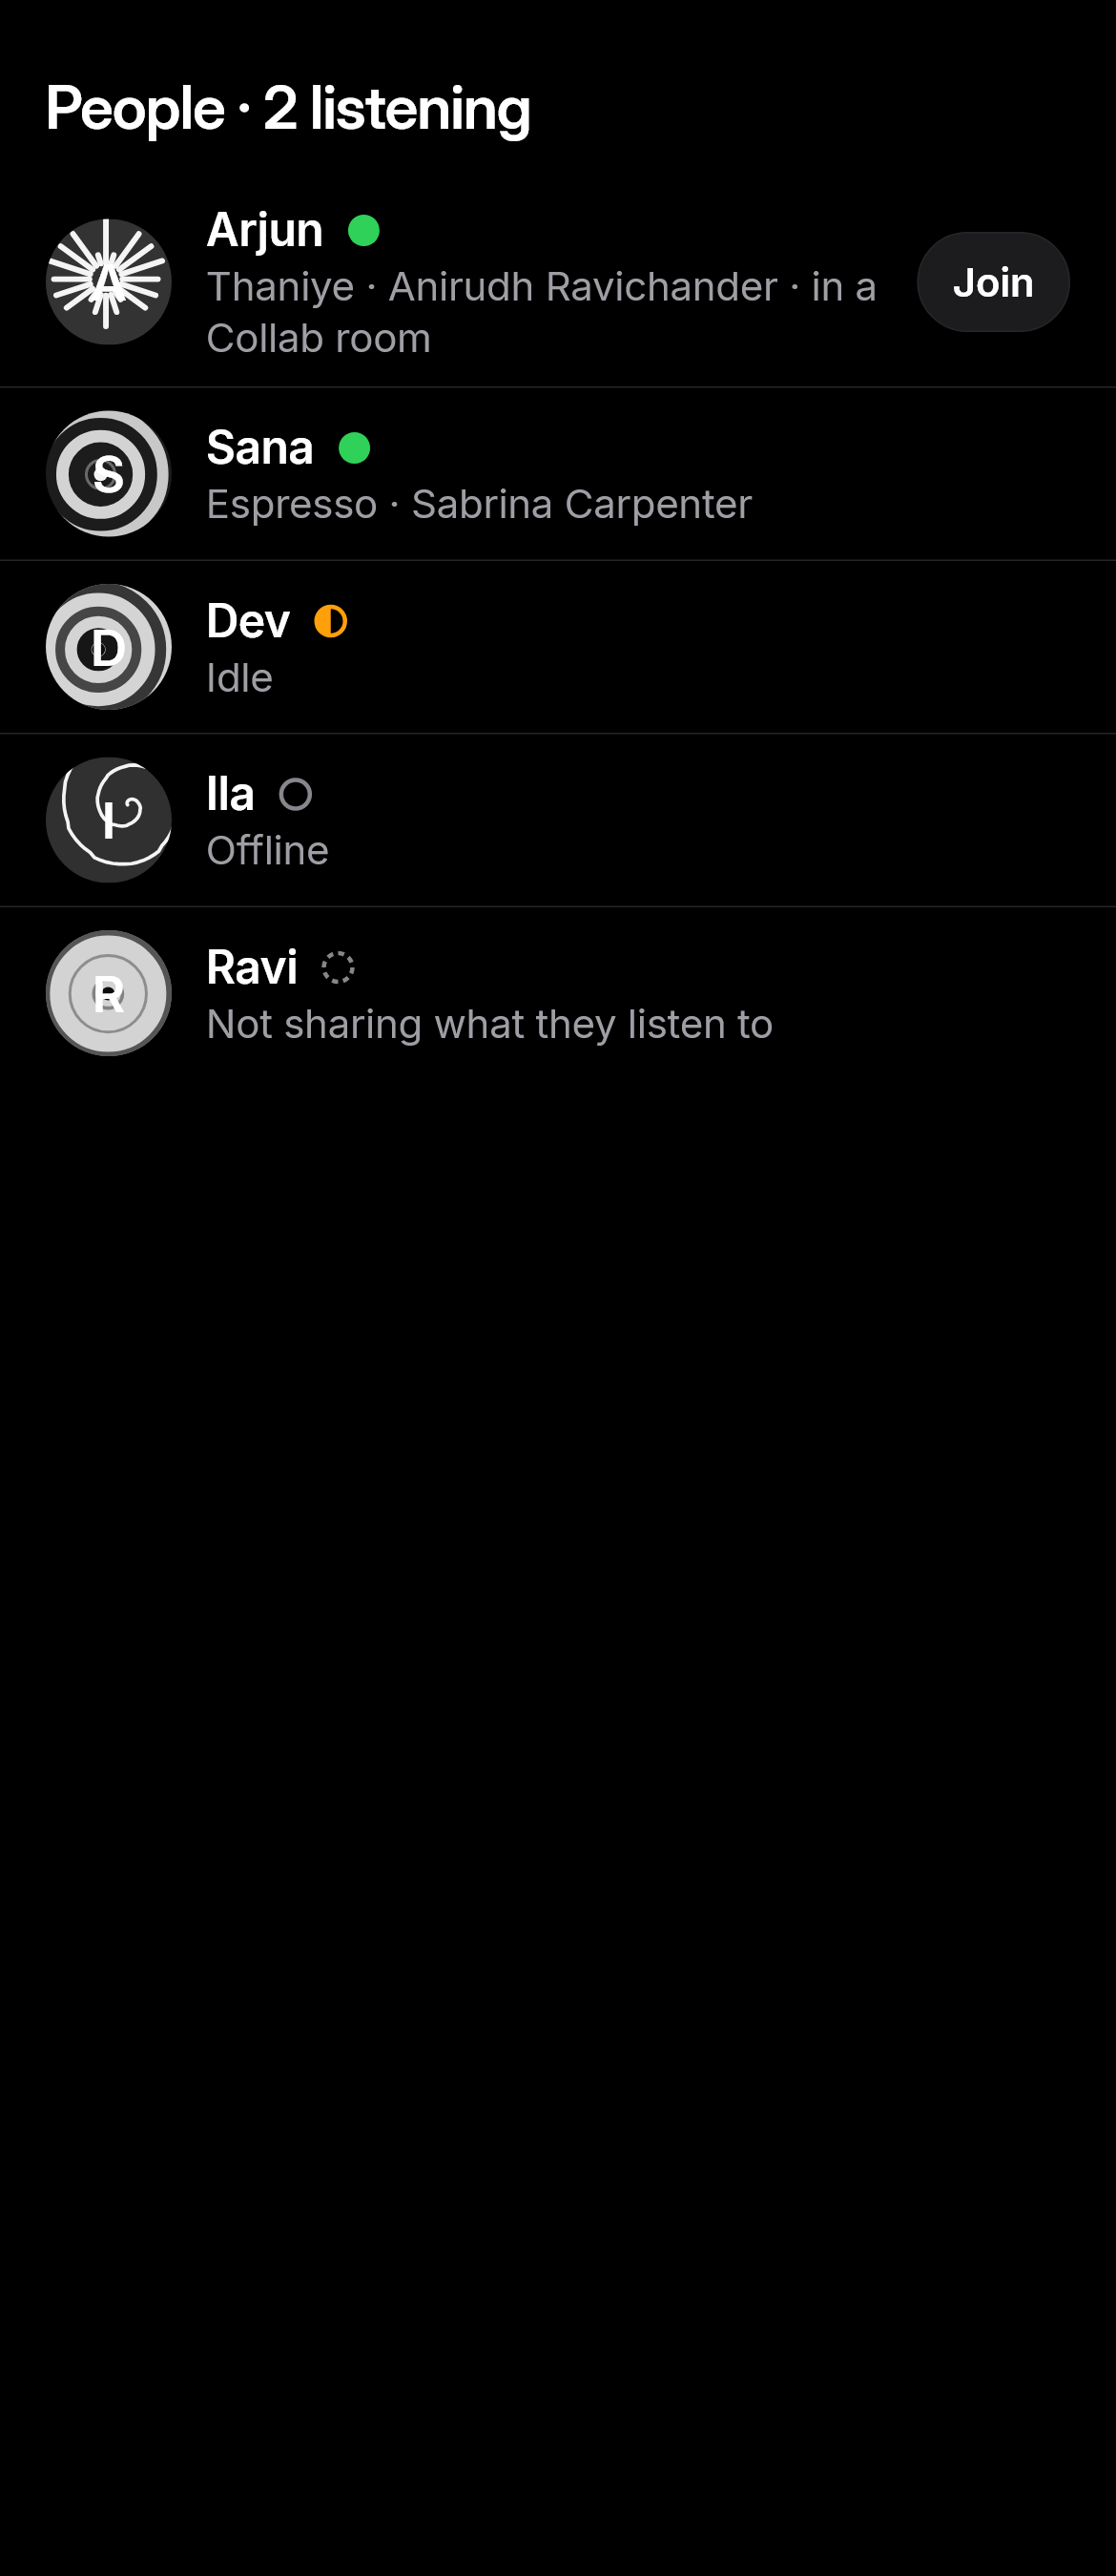 People · 2 listening
A
Arjun
Thaniye · Anirudh Ravichander · in a
Collab room
Join
S
Sana
Espresso · Sabrina Carpenter
D
Dev
Idle
I
Ila
Offline
R
Ravi
Not sharing what they listen to